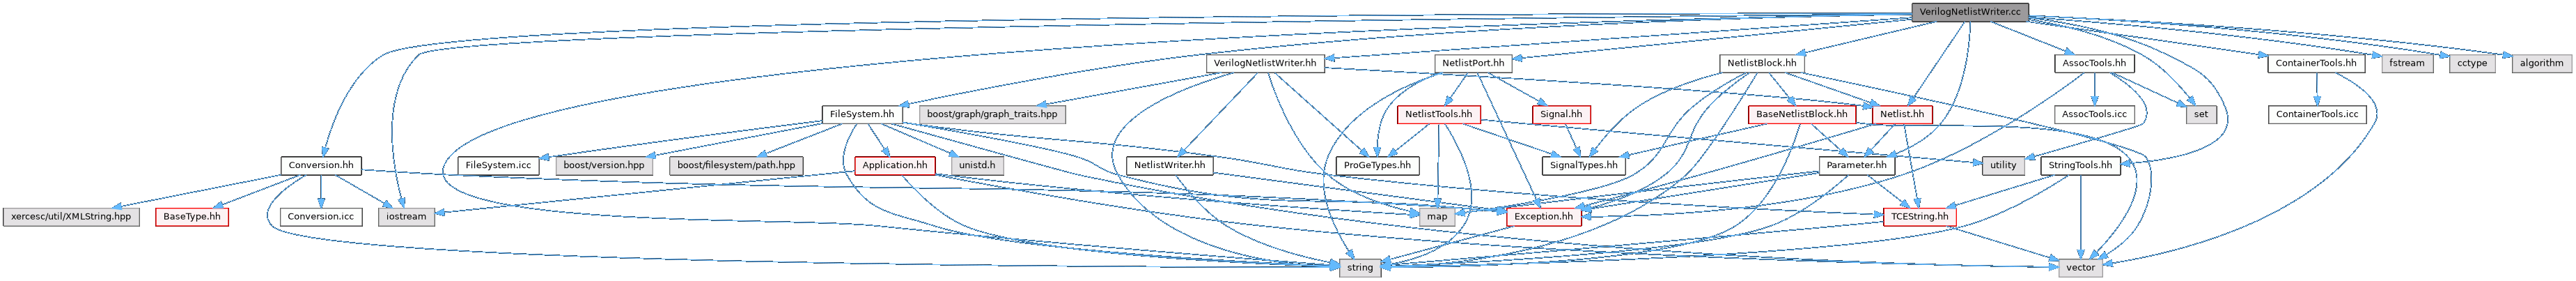 VerilogNetlistWriter.cc
VerilogNetlistWriter.hh
NetlistPort.hh
NetlistBlock.hh
AssocTools.hh
ContainerTools.hh
fstream
cctype
algorithm
FileSystem.hh
boost/graph/graph_traits.hpp
NetlistTools.hh
Signal.hh
BaseNetlistBlock.hh
Netlist.hh
AssocTools.icc
set
ContainerTools.icc
Conversion.hh
FileSystem.icc
boost/version.hpp
boost/filesystem/path.hpp
Application.hh
unistd.h
NetlistWriter.hh
ProGeTypes.hh
SignalTypes.hh
Parameter.hh
utility
StringTools.hh
xercesc/util/XMLString.hpp
BaseType.hh
Conversion.icc
iostream
map
Exception.hh
TCEString.hh
string
vector